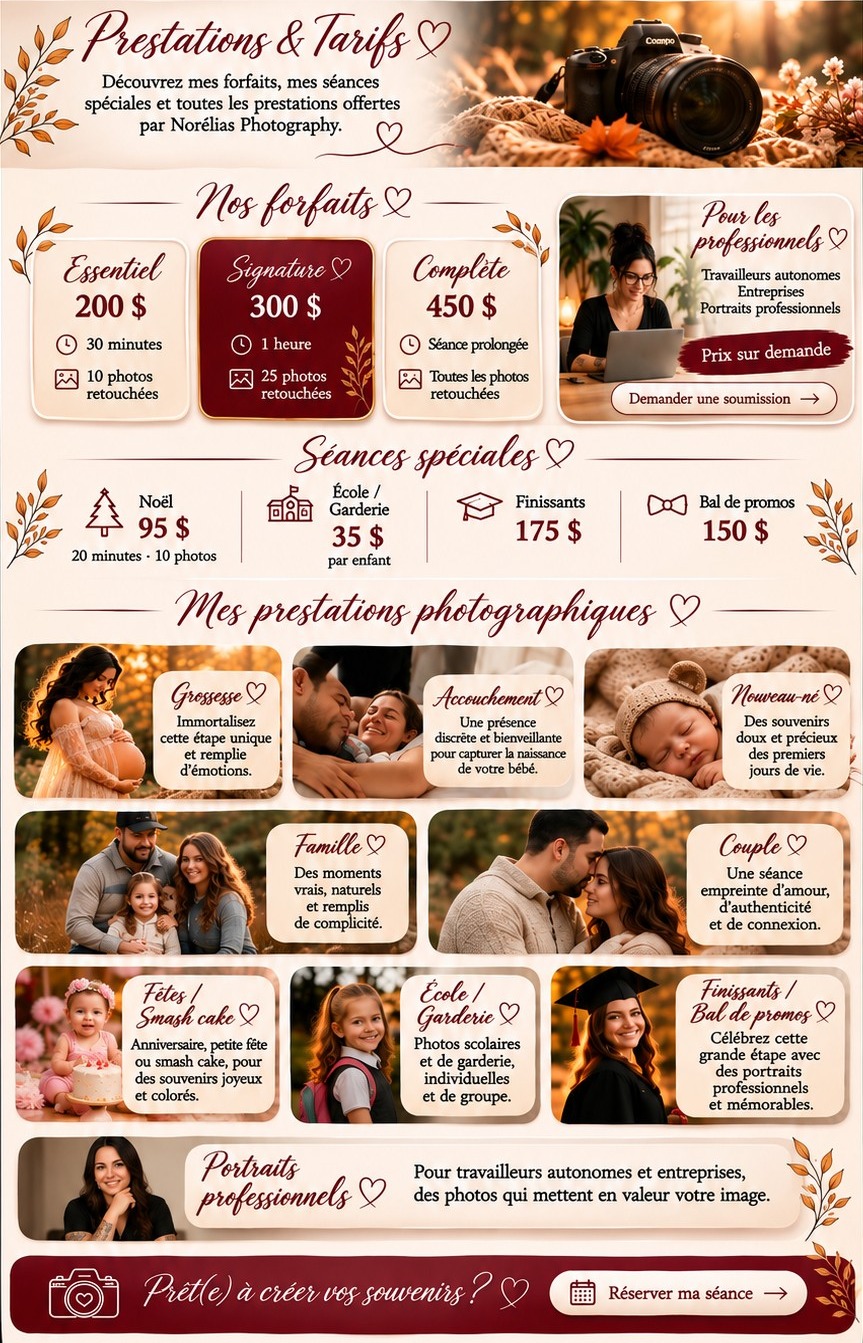 Prestations & Tarifs
Découvrez mes forfaits, mes séances
spéciales et toutes les prestations offertes
par Norélias Photography.
Coanpo
Nos forfaits
Essentiel
200 $
30 minutes
10 photos
retouchées
Signature
300 $
1 heure
25 photos
retouchées
Complète
450 $
Séance prolongée
Toutes les photos
retouchées
Pour les
professionnels
Travailleurs autonomes
Entreprises
Portraits professionnels
Prix sur demande
Demander une soumission →
Séances spéciales
Noël
95 $
20 minutes · 10 photos
École /
Garderie
35 $
par enfant
Finissants
175 $
Bal de promos
150 $
Mes prestations photographiques
Grossesse
Immortalisez
cette étape unique
et remplie
d'émotions.
Accouchement
Une présence
discrète et bienveillante
pour capturer la naissance
de votre bébé.
Nouveau-né
Des souvenirs
doux et précieux
des premiers
jours de vie.
Famille
Des moments
vrais, naturels
et remplis
de complicité.
Couple
Une séance
empreinte d'amour,
d'authenticité
et de connexion.
Fêtes /
Smash cake
Anniversaire, petite fête
ou smash cake, pour
des souvenirs joyeux
et colorés.
École /
Garderie
Photos scolaires
et de garderie,
individuelles
et de groupe.
Finissants /
Bal de promos
Célébrez cette
grande étape avec
des portraits
professionnels
et mémorables.
Portraits
professionnels
Pour travailleurs autonomes et entreprises,
des photos qui mettent en valeur votre image.
Prêt(e) à créer vos souvenirs ?
Réserver ma séance →